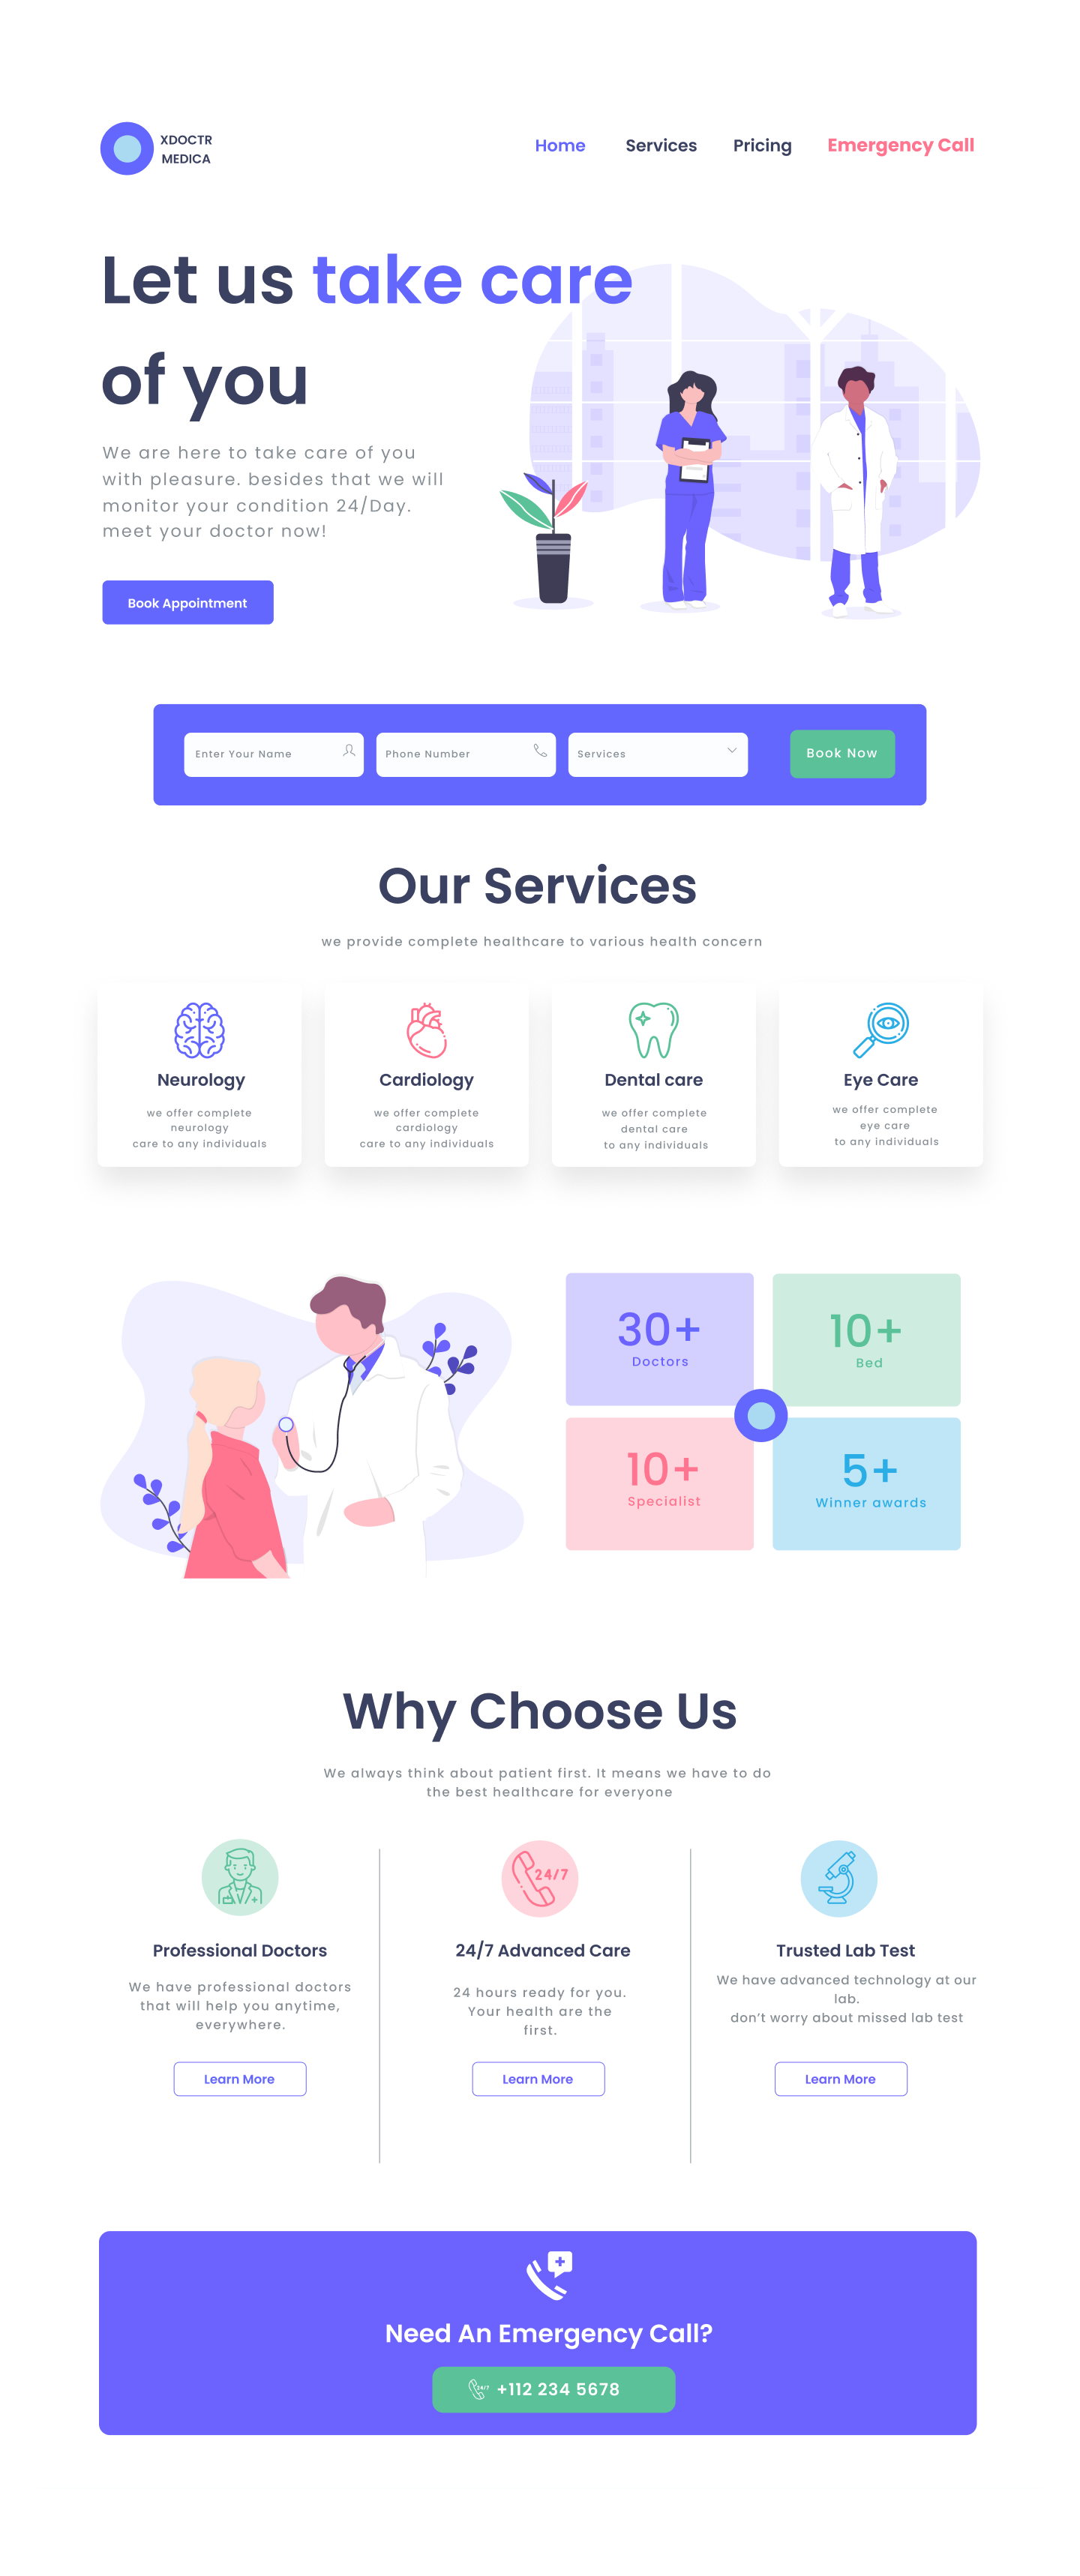 XDOCTR
MEDICA
Home Services Pricing Emergency Call
Let us take care
of you
We are here to take care of you
with pleasure. besides that we will
monitor your condition 24/Day.
meet your doctor now!
Book Appointment
Enter Your Name
Phone Number
Services
Book Now
Our Services
we provide complete healthcare to various health concern
Neurology
we offer complete
neurology
care to any individuals
Cardiology
we offer complete
cardiology
care to any individuals
Dental care
we offer complete
dental care
to any individuals
Eye Care
we offer complete
eye care
to any individuals
30+
Doctors
10+
Bed
10+
Specialist
5+
Winner awards
Why Choose Us
We always think about patient first. It means we have to do
the best healthcare for everyone
Professional Doctors
We have professional doctors
that will help you anytime,
everywhere.
Learn More
24/7
24/7 Advanced Care
24 hours ready for you.
Your health are the
first.
Learn More
Trusted Lab Test
We have advanced technology at our
lab.
don't worry about missed lab test
Learn More
Need An Emergency Call?
24/7 +112 234 5678